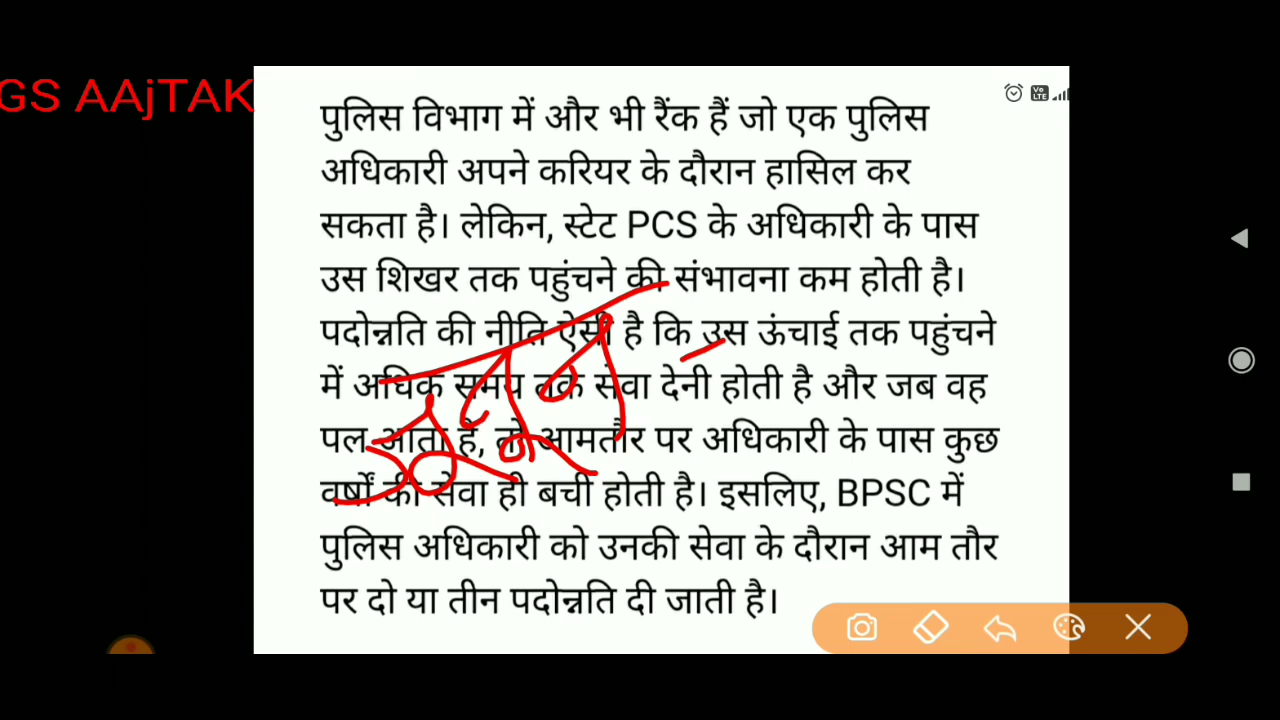 GS AAjTAK
Vo
LTE
पुलिस विभाग में और भी रैंक हैं जो एक पुलिस
अधिकारी अपने करियर के दौरान हासिल कर
सकता है। लेकिन, स्टेट PCS के अधिकारी के पास
उस शिखर तक पहुंचने की संभावना कम होती है।
पदोन्नति की नीति ऐसी है कि उस ऊंचाई तक पहुंचने
में अधिक समय तक सेवा देनी होती है और जब वह
पल आता है, तो आमतौर पर अधिकारी के पास कुछ
वर्षों की सेवा ही बची होती है। इसलिए, BPSC में
पुलिस अधिकारी को उनकी सेवा के दौरान आम तौर
पर दो या तीन पदोन्नति दी जाती है।